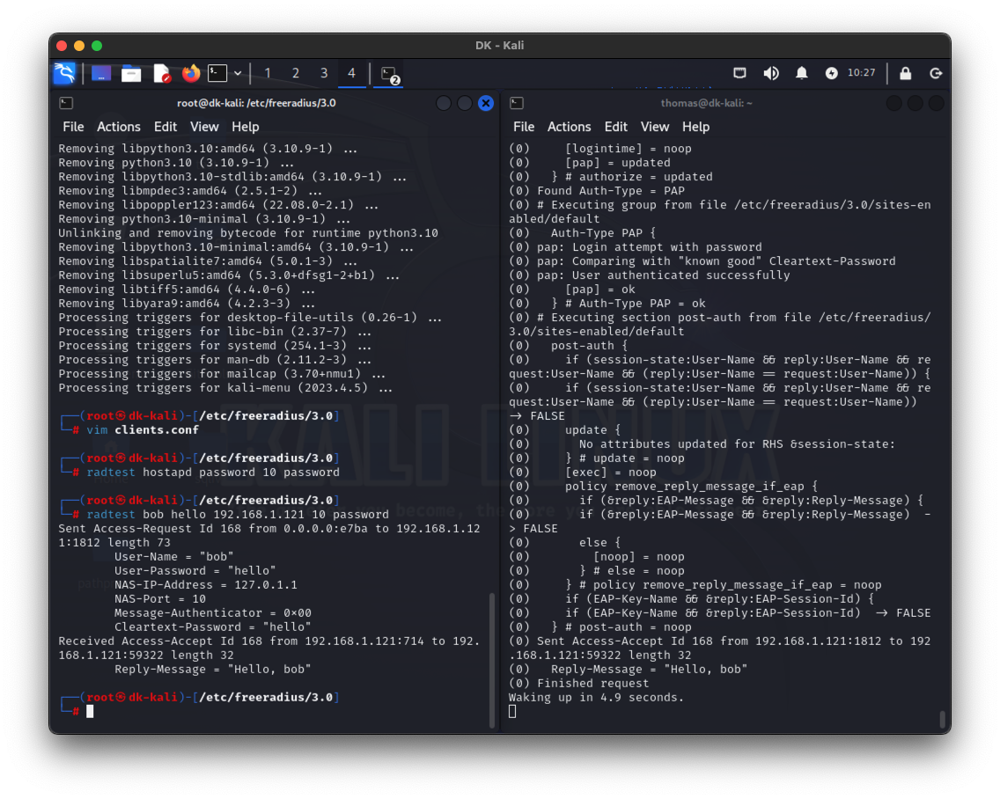 DK - Kali
1 2 3 4 2 10:27
root@dk-kali: /etc/freeradius/3.0
File Actions Edit View Help
Removing libpython3.10:amd64 (3.10.9-1) ...
Removing python3.10 (3.10.9-1) ...
Removing libpython3.10-stdlib:amd64 (3.10.9-1) ...
Removing libmpdec3:amd64 (2.5.1-2) ...
Removing libpoppler123:amd64 (22.08.0-2.1) ...
Removing python3.10-minimal (3.10.9-1) ...
Unlinking and removing bytecode for runtime python3.10
Removing libpython3.10-minimal:amd64 (3.10.9-1) ...
Removing libspatialite7:amd64 (5.0.1-3) ...
Removing libsuperlu5:amd64 (5.3.0+dfsg1-2+b1) ...
Removing libtiff5:amd64 (4.4.0-6) ...
Removing libyara9:amd64 (4.2.3-3) ...
Processing triggers for desktop-file-utils (0.26-1) ...
Processing triggers for libc-bin (2.37-7) ...
Processing triggers for systemd (254.1-3) ...
Processing triggers for man-db (2.11.2-3) ...
Processing triggers for mailcap (3.70+nmu1) ...
Processing triggers for kali-menu (2023.4.5) ...
┌──(root㉿dk-kali)-[/etc/freeradius/3.0]
└─# vim clients.conf
┌──(root㉿dk-kali)-[/etc/freeradius/3.0]
└─# radtest hostapd password 10 password
┌──(root㉿dk-kali)-[/etc/freeradius/3.0]
└─# radtest bob hello 192.168.1.121 10 password
Sent Access-Request Id 168 from 0.0.0.0:e7ba to 192.168.1.12
1:1812 length 73
User-Name = "bob"
User-Password = "hello"
NAS-IP-Address = 127.0.1.1
NAS-Port = 10
Message-Authenticator = 0x00
Cleartext-Password = "hello"
Received Access-Accept Id 168 from 192.168.1.121:714 to 192.
168.1.121:59322 length 32
Reply-Message = "Hello, bob"
┌──(root㉿dk-kali)-[/etc/freeradius/3.0]
└─#
thomas@dk-kali: ~
File Actions Edit View Help
(0)     [logintime] = noop
(0)     [pap] = updated
(0)   } # authorize = updated
(0) Found Auth-Type = PAP
(0) # Executing group from file /etc/freeradius/3.0/sites-en
abled/default
(0)   Auth-Type PAP {
(0) pap: Login attempt with password
(0) pap: Comparing with "known good" Cleartext-Password
(0) pap: User authenticated successfully
(0)     [pap] = ok
(0)   } # Auth-Type PAP = ok
(0) # Executing section post-auth from file /etc/freeradius/
3.0/sites-enabled/default
(0)   post-auth {
(0)     if (session-state:User-Name && reply:User-Name && re
quest:User-Name && (reply:User-Name == request:User-Name)) {
(0)     if (session-state:User-Name && reply:User-Name && re
quest:User-Name && (reply:User-Name == request:User-Name))
-> FALSE
(0)     update {
(0)       No attributes updated for RHS &session-state:
(0)     } # update = noop
(0)     [exec] = noop
(0)     policy remove_reply_message_if_eap {
(0)       if (&reply:EAP-Message && &reply:Reply-Message) {
(0)       if (&reply:EAP-Message && &reply:Reply-Message)  -
> FALSE
(0)       else {
(0)         [noop] = noop
(0)       } # else = noop
(0)     } # policy remove_reply_message_if_eap = noop
(0)     if (EAP-Key-Name && &reply:EAP-Session-Id) {
(0)     if (EAP-Key-Name && &reply:EAP-Session-Id)  -> FALSE
(0)   } # post-auth = noop
(0) Sent Access-Accept Id 168 from 192.168.1.121:1812 to 192
.168.1.121:59322 length 32
(0)   Reply-Message = "Hello, bob"
(0) Finished request
Waking up in 4.9 seconds.
KALI LINUX